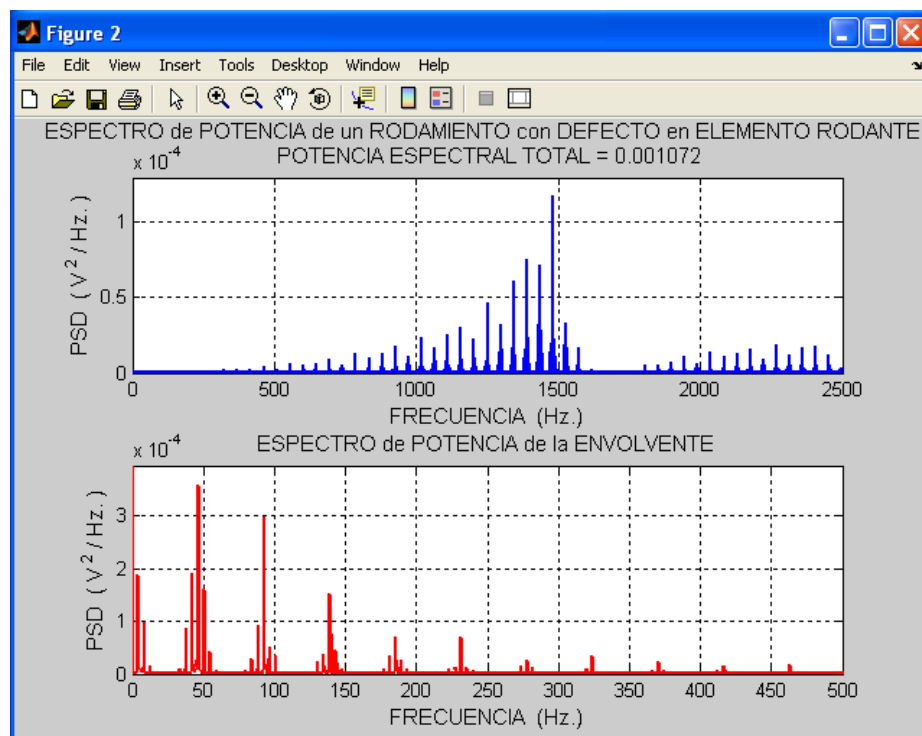 Figure 2
File Edit View Insert Tools Desktop Window Help
ESPECTRO de POTENCIA de un RODAMIENTO con DEFECTO en ELEMENTO RODANTE
POTENCIA ESPECTRAL TOTAL = 0.001072
x 10^-4
PSD ( V^2 / Hz. )
1
0.5
0
0 500 1000 1500 2000 2500
FRECUENCIA (Hz.)
ESPECTRO de POTENCIA de la ENVOLVENTE
x 10^-4
PSD ( V^2 / Hz. )
3
2
1
0
0 50 100 150 200 250 300 350 400 450 500
FRECUENCIA (Hz.)